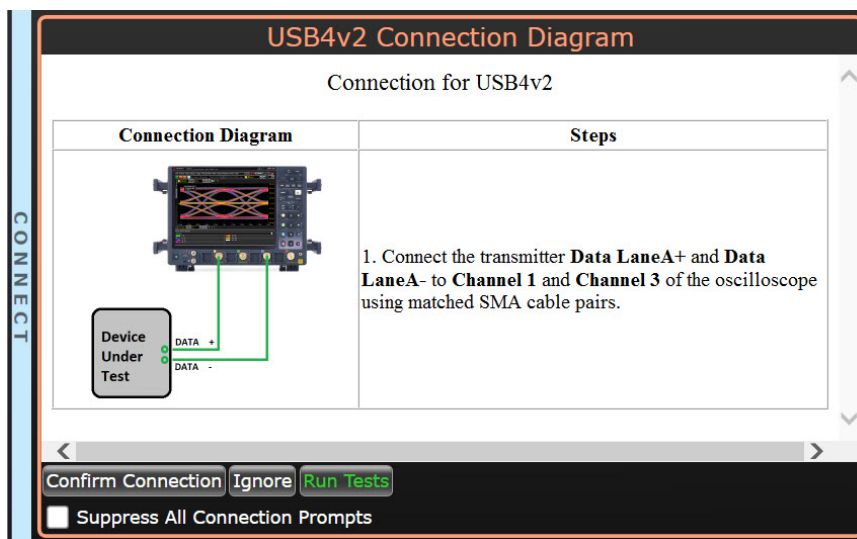 USB4v2 Connection Diagram
CONNECT
Connection for USB4v2
Connection Diagram
Steps
Device
Under
Test
DATA +
DATA -
1. Connect the transmitter Data LaneA+ and Data
LaneA- to Channel 1 and Channel 3 of the oscilloscope
using matched SMA cable pairs.
Confirm Connection
Ignore
Run Tests
Suppress All Connection Prompts